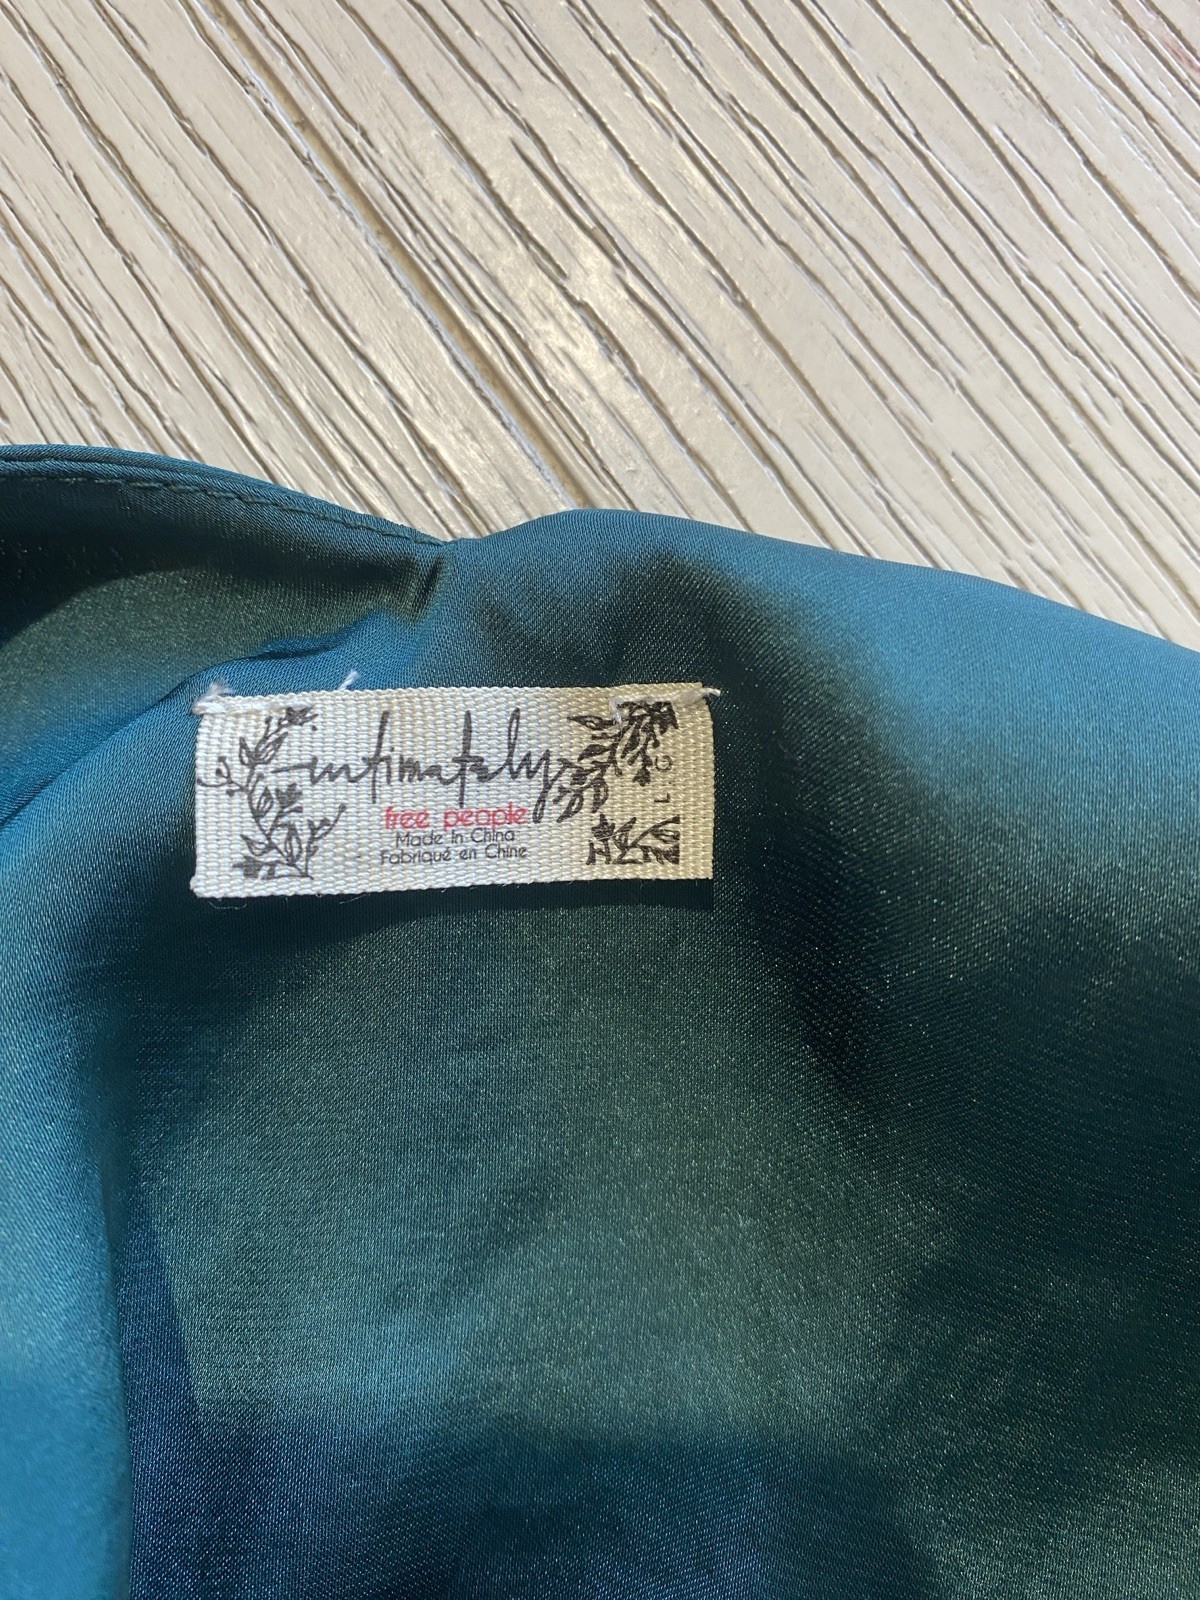 intimately
free people
Made In China
Fabriqué en Chine